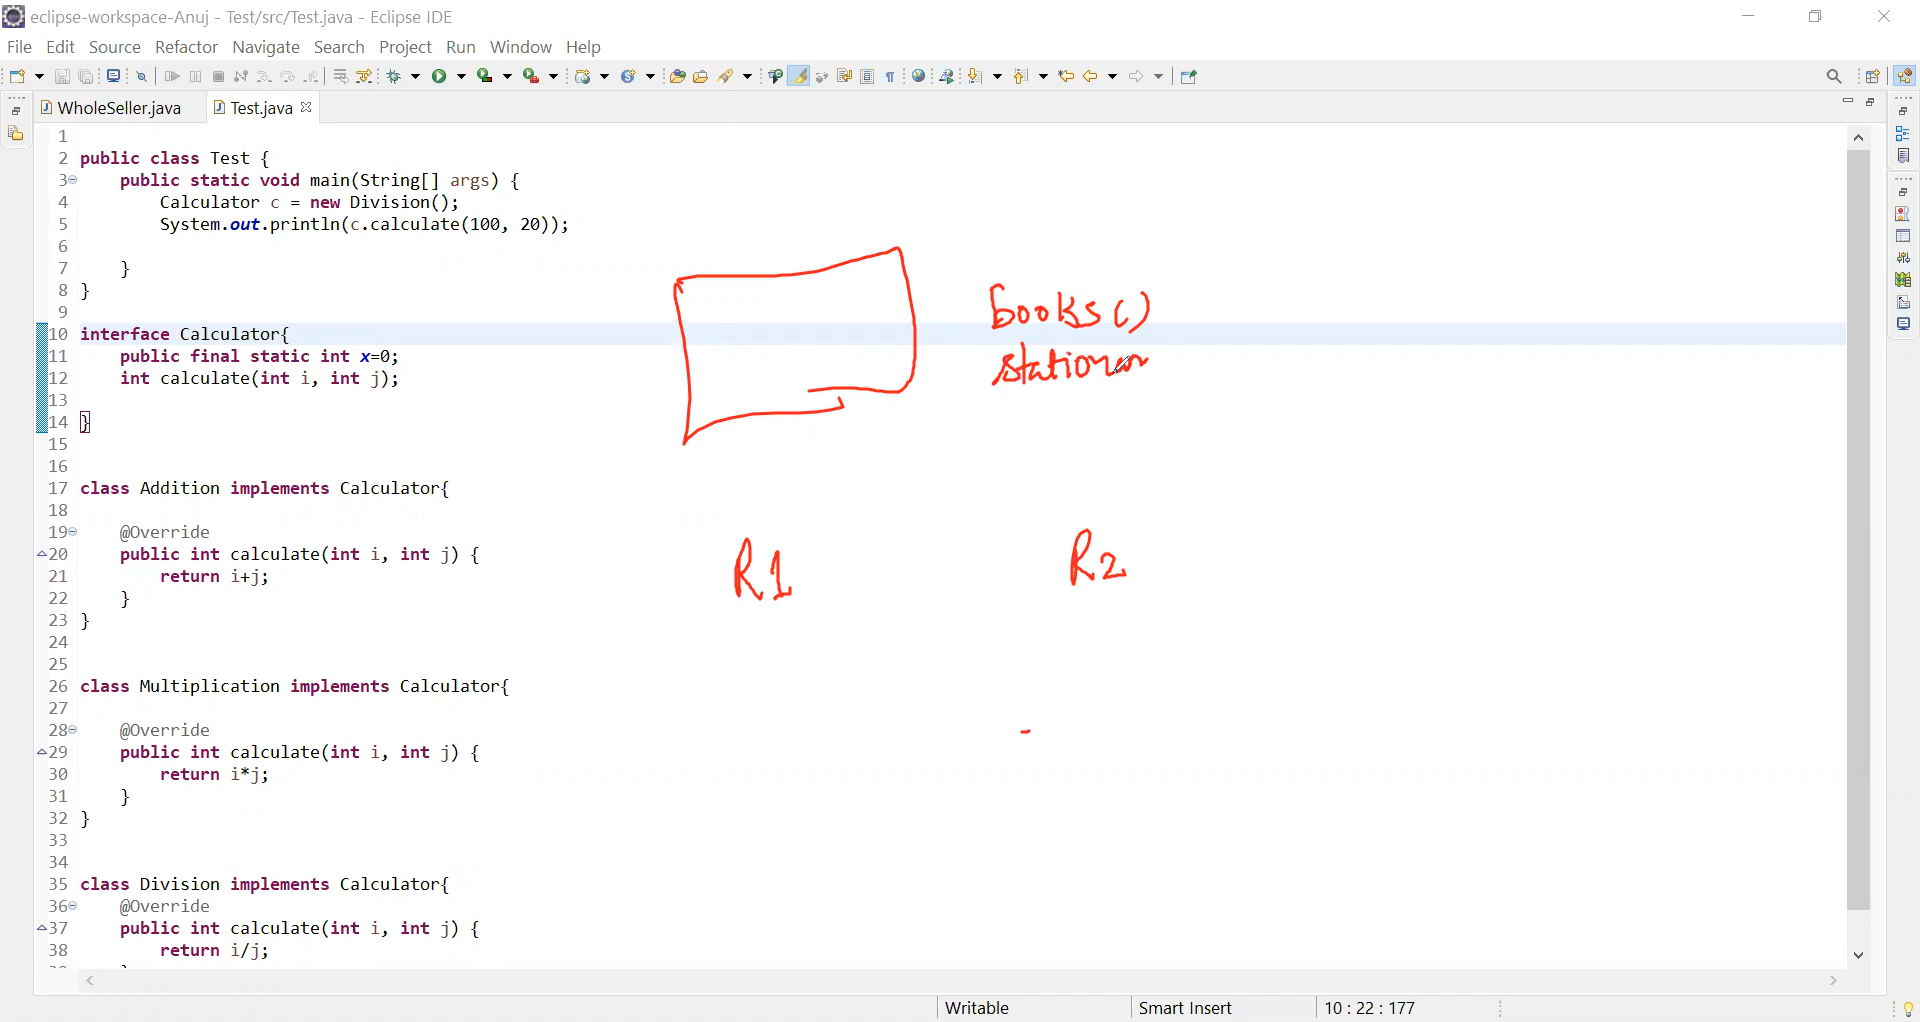 eclipse-workspace-Anuj - Test/src/Test.java - Eclipse IDE
File Edit Source Refactor Navigate Search Project Run Window Help
WholeSeller.java Test.java
1
2 public class Test {
3 public static void main(String[] args) {
4 Calculator c = new Division();
5 System.out.println(c.calculate(100, 20));
6
7 }
8 }
9
10 interface Calculator{
11 public final static int x=0;
12 int calculate(int i, int j);
13
14 }
15
16
17 class Addition implements Calculator{
18
19 @Override
20 public int calculate(int i, int j) {
21 return i+j;
22 }
23 }
24
25
26 class Multiplication implements Calculator{
27
28 @Override
29 public int calculate(int i, int j) {
30 return i*j;
31 }
32 }
33
34
35 class Division implements Calculator{
36 @Override
37 public int calculate(int i, int j) {
38 return i/j;
books()
R1 R2
Writable Smart Insert 10 : 22 : 177